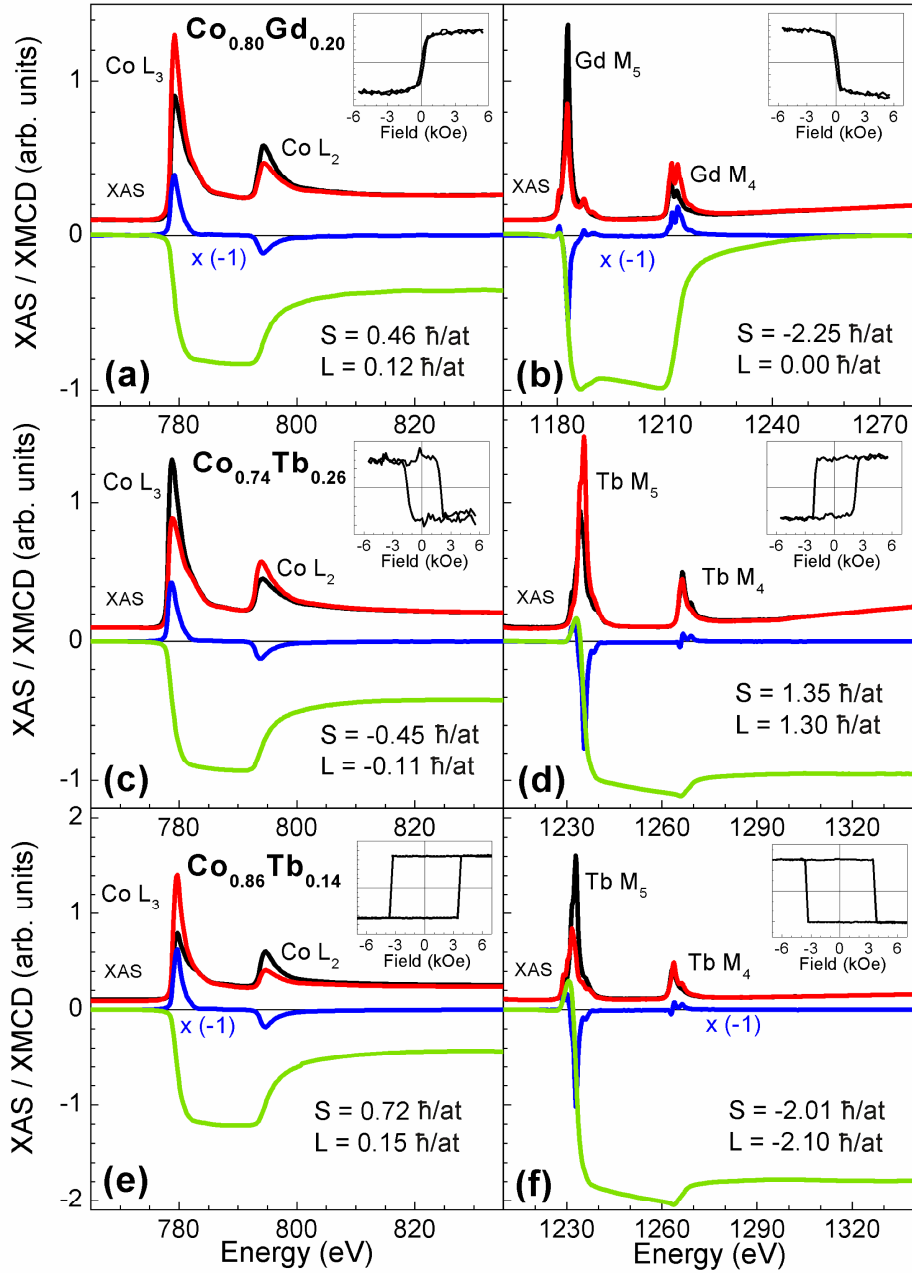 XAS / XMCD (arb. units)
1
0
-1
Co0.80Gd0.20
Co L3
Co L2
XAS
x (-1)
S = 0.46 ħ/at
L = 0.12 ħ/at
(a)
-6 -3 0 3 6
Field (kOe)
780 800 820
Gd M5
Gd M4
XAS
x (-1)
S = -2.25 ħ/at
L = 0.00 ħ/at
(b)
-6 -3 0 3 6
Field (kOe)
1180 1210 1240 1270
XAS / XMCD (arb. units)
1
0
-1
Co0.74Tb0.26
Co L3
Co L2
XAS
S = -0.45 ħ/at
L = -0.11 ħ/at
(c)
-6 -3 0 3 6
Field (kOe)
780 800 820
Tb M5
Tb M4
XAS
S = 1.35 ħ/at
L = 1.30 ħ/at
(d)
-6 -3 0 3 6
Field (kOe)
1230 1260 1290 1320
XAS / XMCD (arb. units)
2
1
0
-1
-2
Co0.86Tb0.14
Co L3
Co L2
XAS
x (-1)
S = 0.72 ħ/at
L = 0.15 ħ/at
(e)
-6 -3 0 3 6
Field (kOe)
780 800 820
Energy (eV)
Tb M5
Tb M4
XAS
x (-1)
S = -2.01 ħ/at
L = -2.10 ħ/at
(f)
-6 -3 0 3 6
Field (kOe)
1230 1260 1290 1320
Energy (eV)